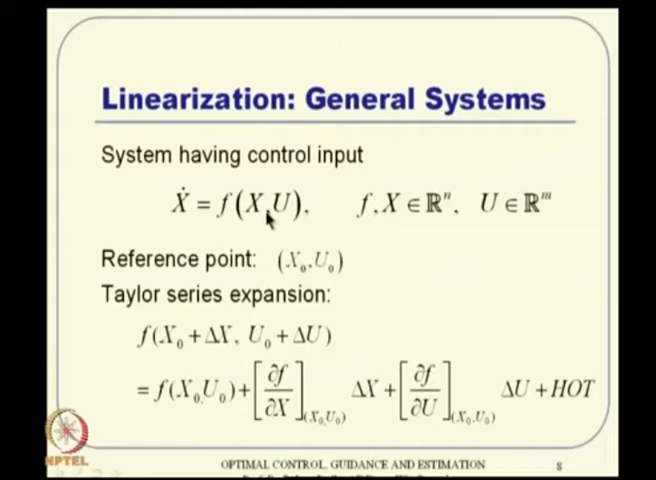 Linearization: General Systems
System having control input
Ẋ = f(X,U), f,X ∈ ℝⁿ, U ∈ ℝᵐ
Reference point: (X₀,U₀)
Taylor series expansion:
f(X₀ + ΔX, U₀ + ΔU)
= f(X₀,U₀) + [∂f/∂X]_(X₀,U₀) ΔX + [∂f/∂U]_(X₀,U₀) ΔU + HOT
NPTEL
OPTIMAL CONTROL, GUIDANCE AND ESTIMATION 8